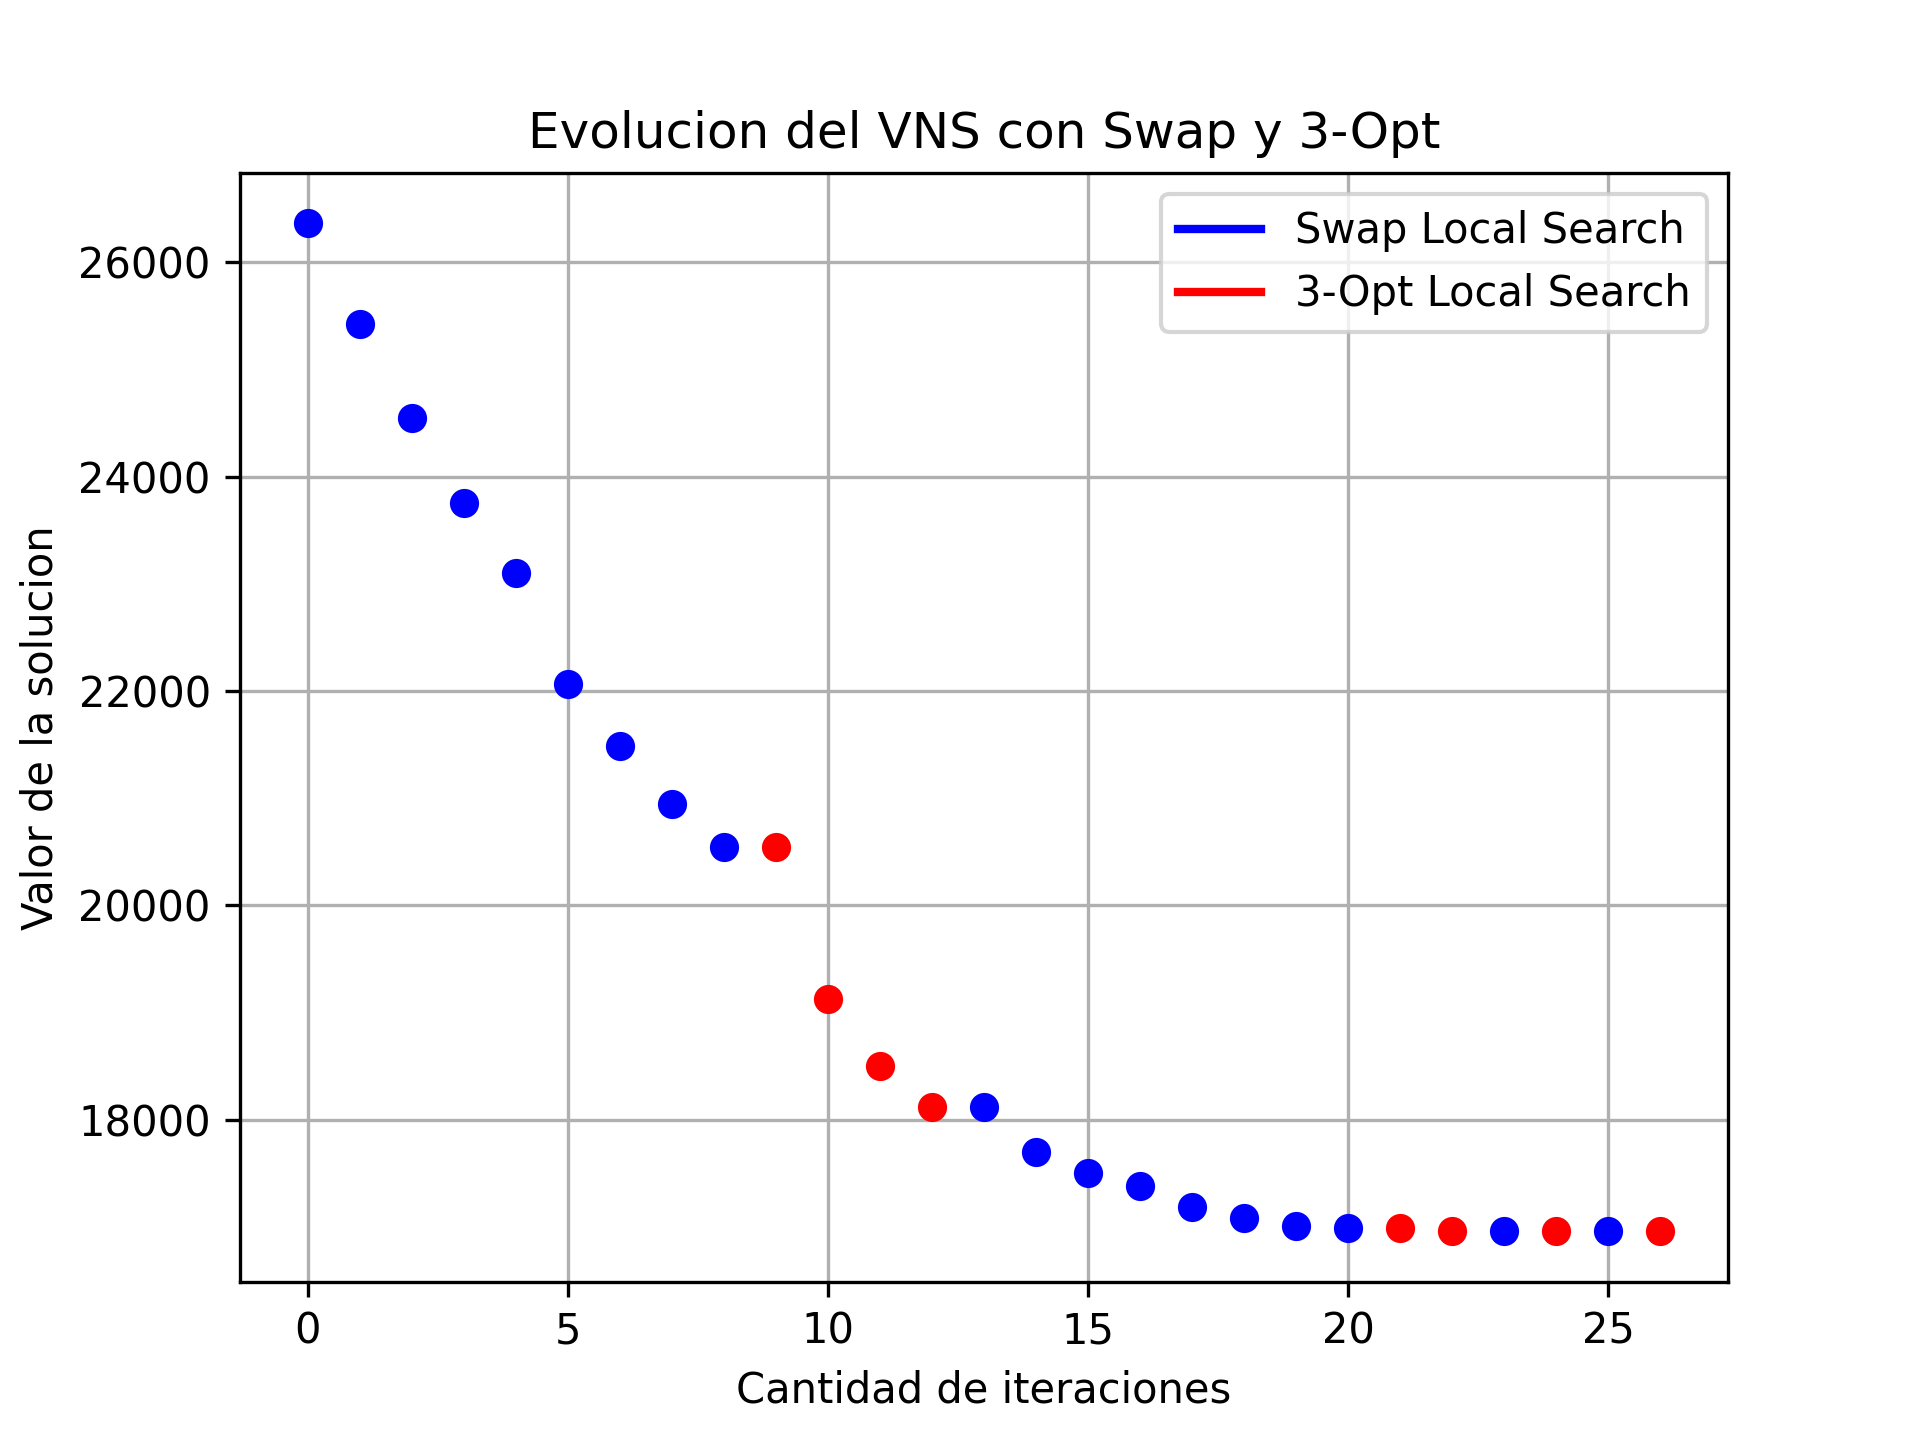 Evolucion del VNS con Swap y 3-Opt
Swap Local Search
3-Opt Local Search
Valor de la solucion
26000
24000
22000
20000
18000
0 5 10 15 20 25
Cantidad de iteraciones